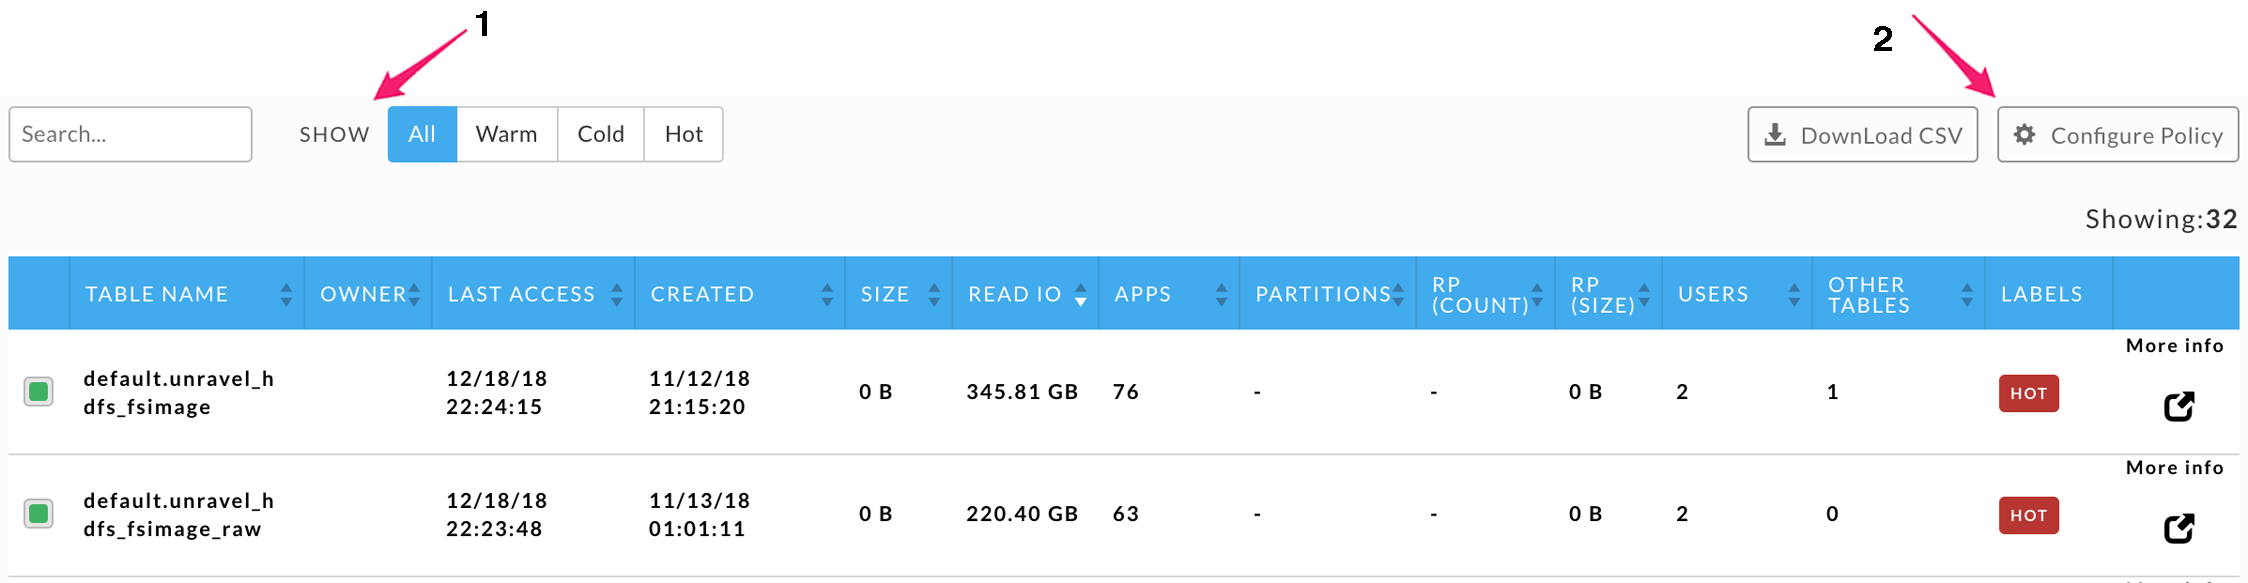 1
2
Search...
SHOW All Warm Cold Hot
DownLoad CSV
Configure Policy
Showing:32
TABLE NAME OWNER LAST ACCESS CREATED SIZE READ IO APPS PARTITIONS RP (COUNT) RP (SIZE) USERS OTHER TABLES LABELS
More info
default.unravel_h 12/18/18 11/12/18
0 B 345.81 GB 76 - - 0 B 2 1 HOT
dfs_fsimage 22:24:15 21:15:20
More info
default.unravel_h 12/18/18 11/13/18
0 B 220.40 GB 63 - - 0 B 2 0 HOT
dfs_fsimage_raw 22:23:48 01:01:11